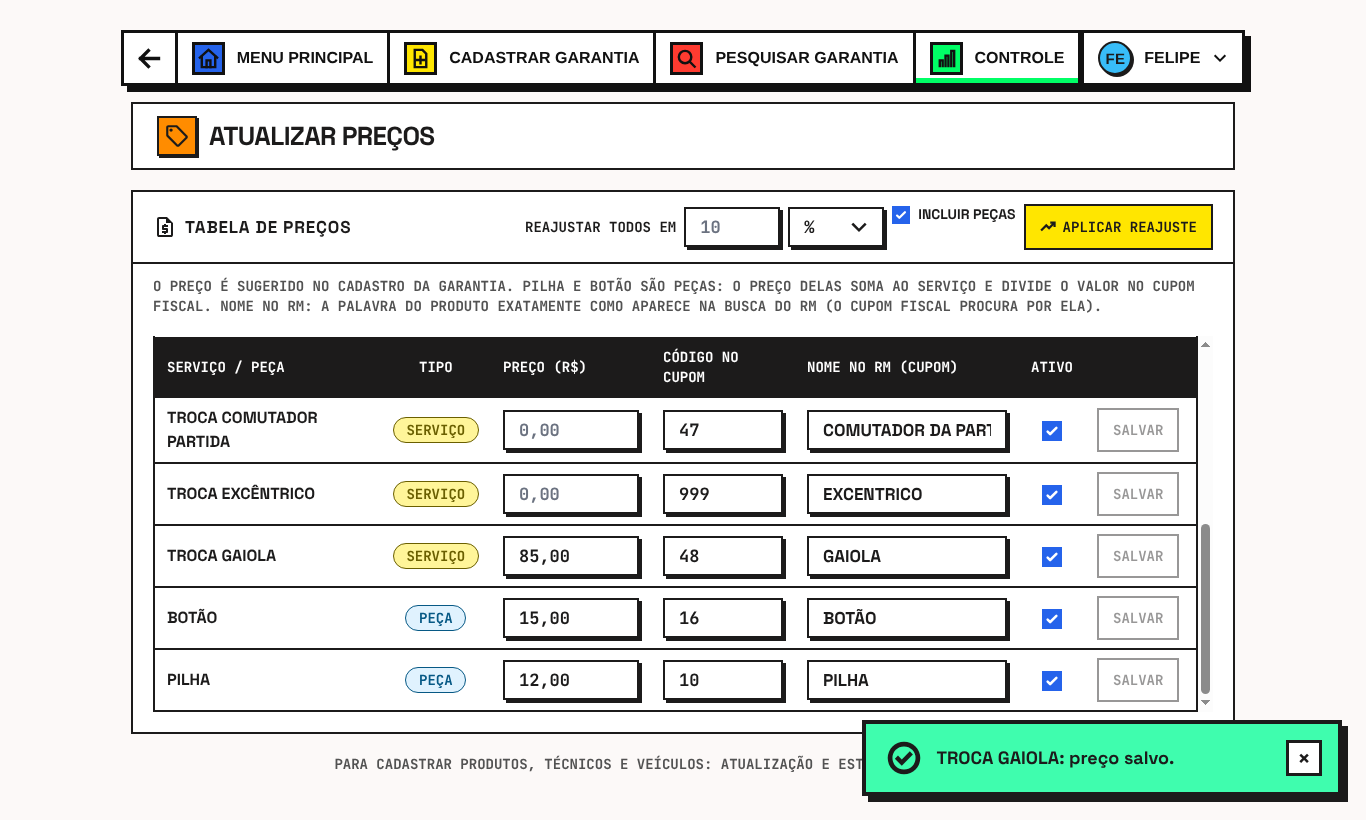 MENU PRINCIPAL
CADASTRAR GARANTIA
PESQUISAR GARANTIA
CONTROLE
FE
FELIPE
ATUALIZAR PREÇOS
TABELA DE PREÇOS
REAJUSTAR TODOS EM
10
%
INCLUIR PEÇAS
APLICAR REAJUSTE
O PREÇO É SUGERIDO NO CADASTRO DA GARANTIA. PILHA E BOTÃO SÃO PEÇAS: O PREÇO DELAS SOMA AO SERVIÇO E DIVIDE O VALOR NO CUPOM
FISCAL. NOME NO RM: A PALAVRA DO PRODUTO EXATAMENTE COMO APARECE NA BUSCA DO RM (O CUPOM FISCAL PROCURA POR ELA).
SERVIÇO / PEÇA
TIPO
PREÇO (R$)
CÓDIGO NO
CUPOM
NOME NO RM (CUPOM)
ATIVO
TROCA COMUTADOR
PARTIDA
SERVIÇO
0,00
47
COMUTADOR DA PART
SALVAR
TROCA EXCÊNTRICO
SERVIÇO
0,00
999
EXCENTRICO
SALVAR
TROCA GAIOLA
SERVIÇO
85,00
48
GAIOLA
SALVAR
BOTÃO
PEÇA
15,00
16
BOTÃO
SALVAR
PILHA
PEÇA
12,00
10
PILHA
SALVAR
PARA CADASTRAR PRODUTOS, TÉCNICOS E VEÍCULOS: ATUALIZAÇÃO E EST
TROCA GAIOLA: preço salvo.
×